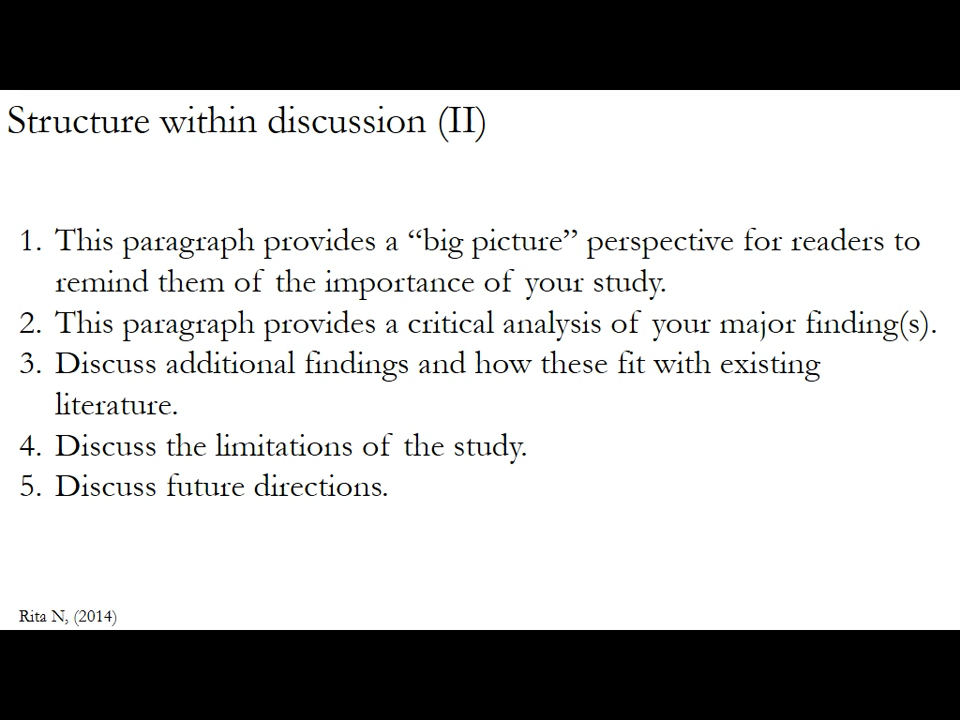 Structure within discussion (II)
1. This paragraph provides a “big picture” perspective for readers to
remind them of the importance of your study.
2. This paragraph provides a critical analysis of your major finding(s).
3. Discuss additional findings and how these fit with existing
literature.
4. Discuss the limitations of the study.
5. Discuss future directions.
Rita N, (2014)